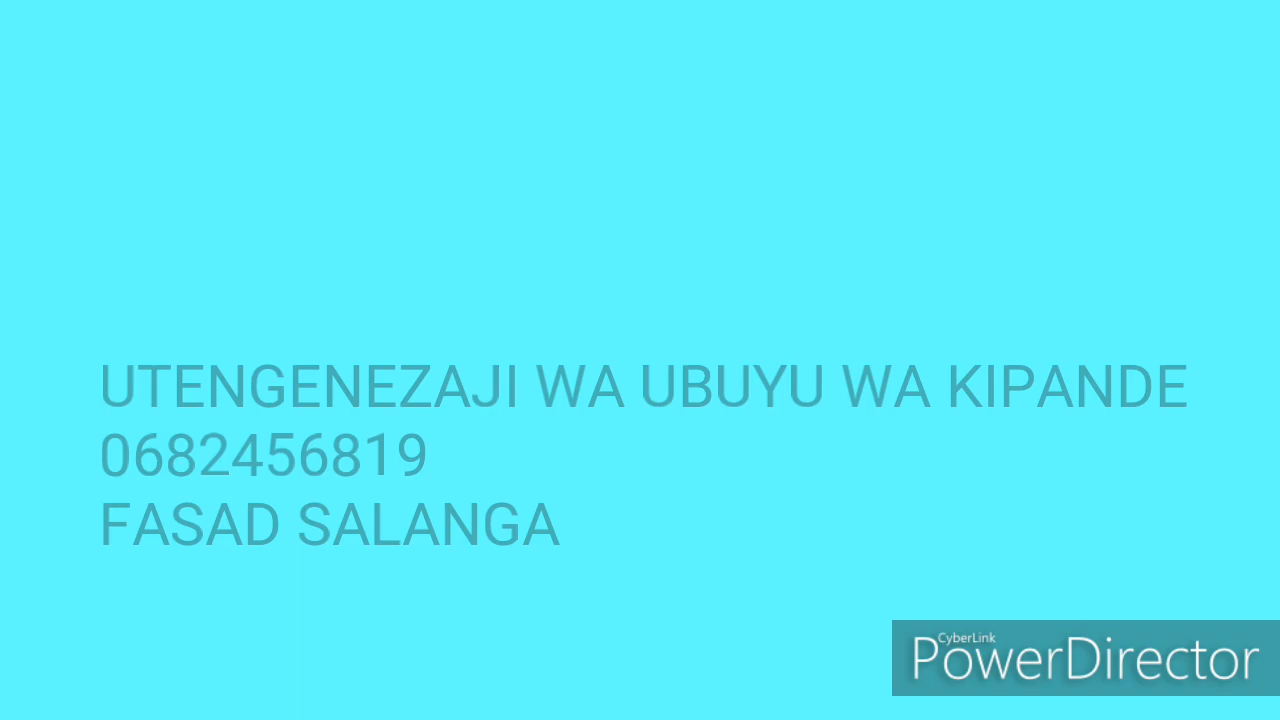 UTENGENEZAJI WA UBUYU WA KIPANDE
0682456819
FASAD SALANGA
CyberLink
PowerDirector